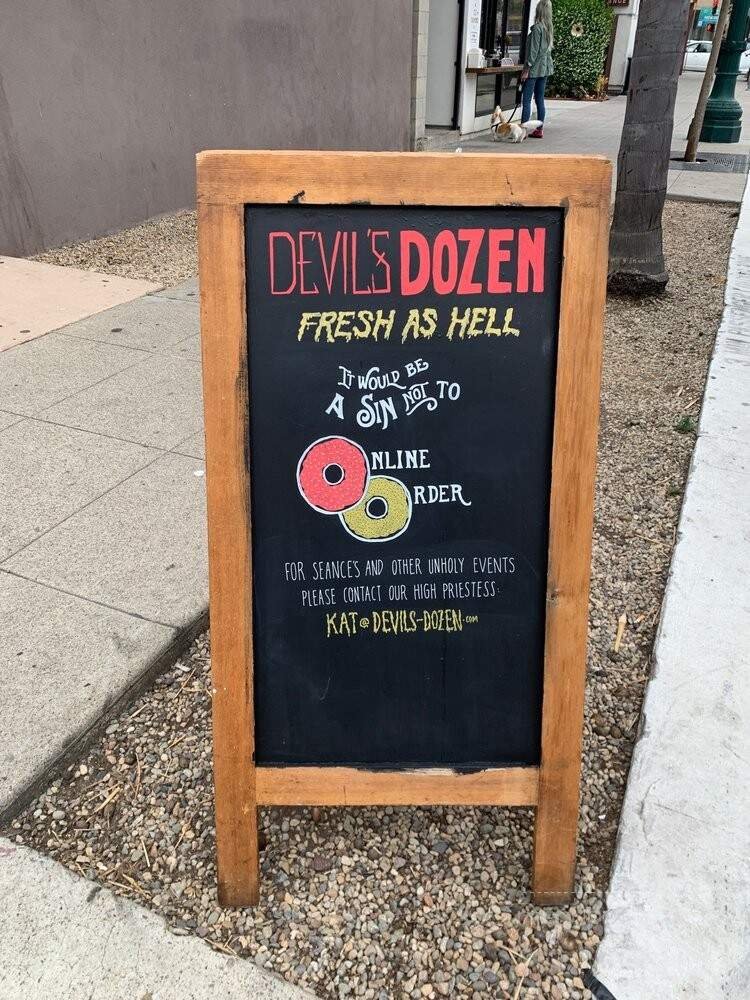 DEVIL'S DOZEN
FRESH AS HELL
IT WOULD BE
A SIN NOT TO
ONLINE
ORDER
FOR SEANCE'S AND OTHER UNHOLY EVENTS
PLEASE CONTACT OUR HIGH PRIESTESS:
KAT@DEVILS-DOZEN.com